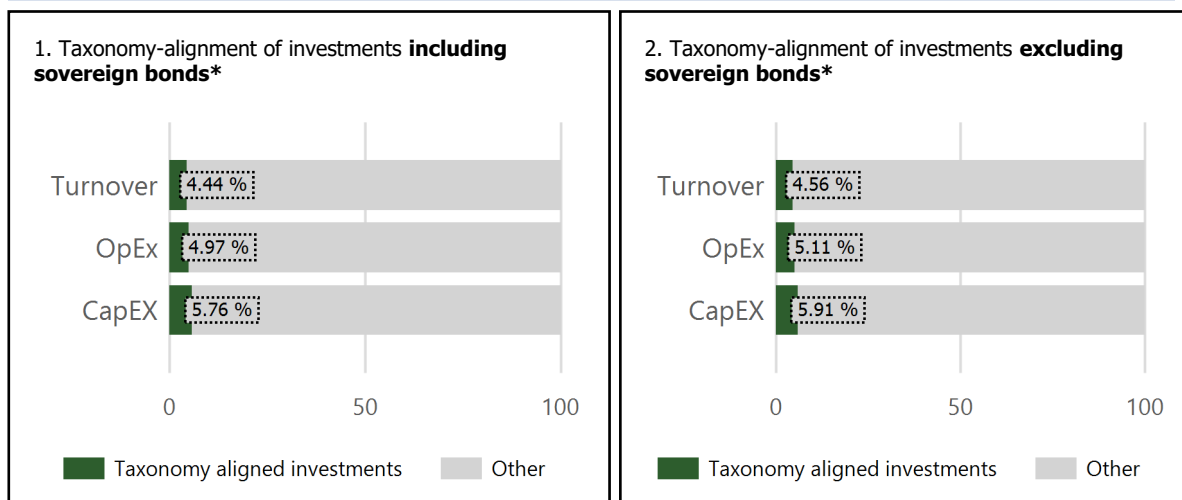 1. Taxonomy-alignment of investments including
sovereign bonds*
Turnover
4.44 %
OpEx
4.97 %
CapEX
5.76 %
0
50
100
Taxonomy aligned investments
Other
2. Taxonomy-alignment of investments excluding
sovereign bonds*
Turnover
4.56 %
OpEx
5.11 %
CapEX
5.91 %
0
50
100
Taxonomy aligned investments
Other